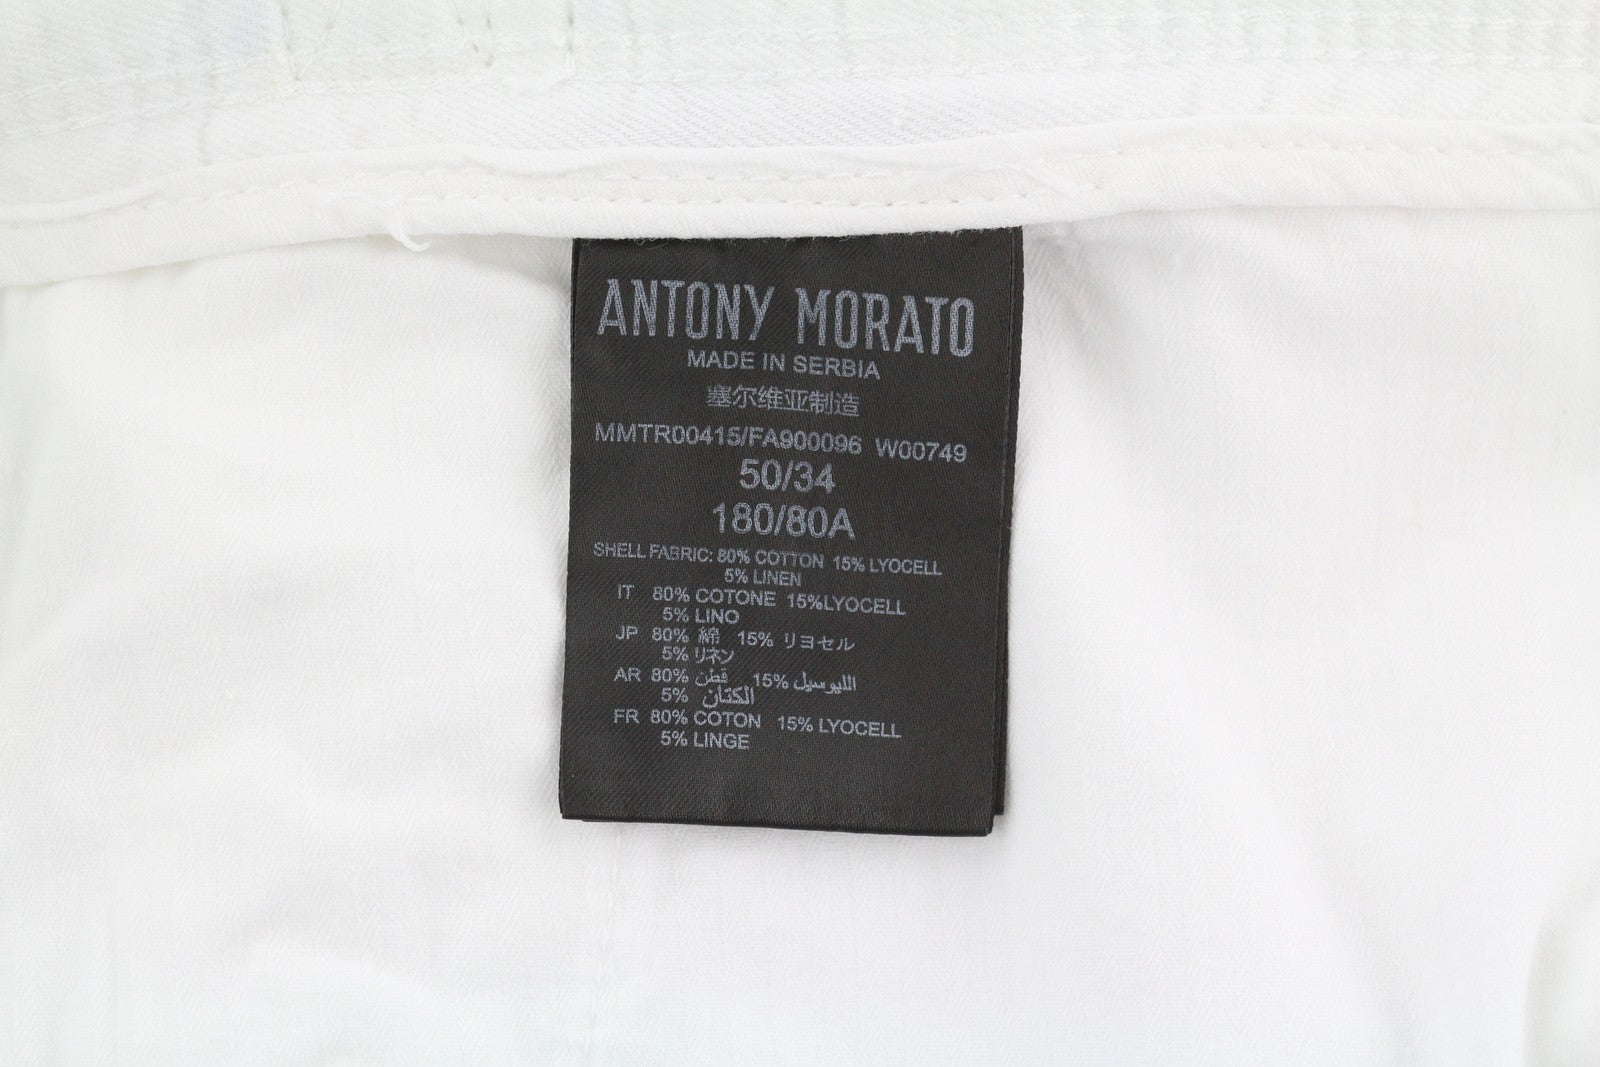 ANTONY MORATO
MADE IN SERBIA
塞尔维亚制造
MMTR00415/FA900096 W00749
50/34
180/80A
SHELL FABRIC: 80% COTTON 15% LYOCELL
5% LINEN
IT 80% COTONE 15%LYOCELL
5% LINO
JP 80% 綿 15% リヨセル
5% リネン
AR 80% قطن 15% الليوسيل
5% الكتان
FR 80% COTON 15% LYOCELL
5% LINGE